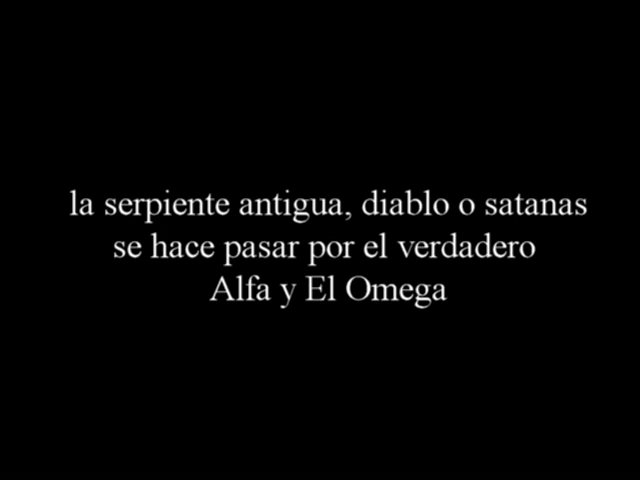 la serpiente antigua, diablo o satanas
se hace pasar por el verdadero
Alfa y El Omega